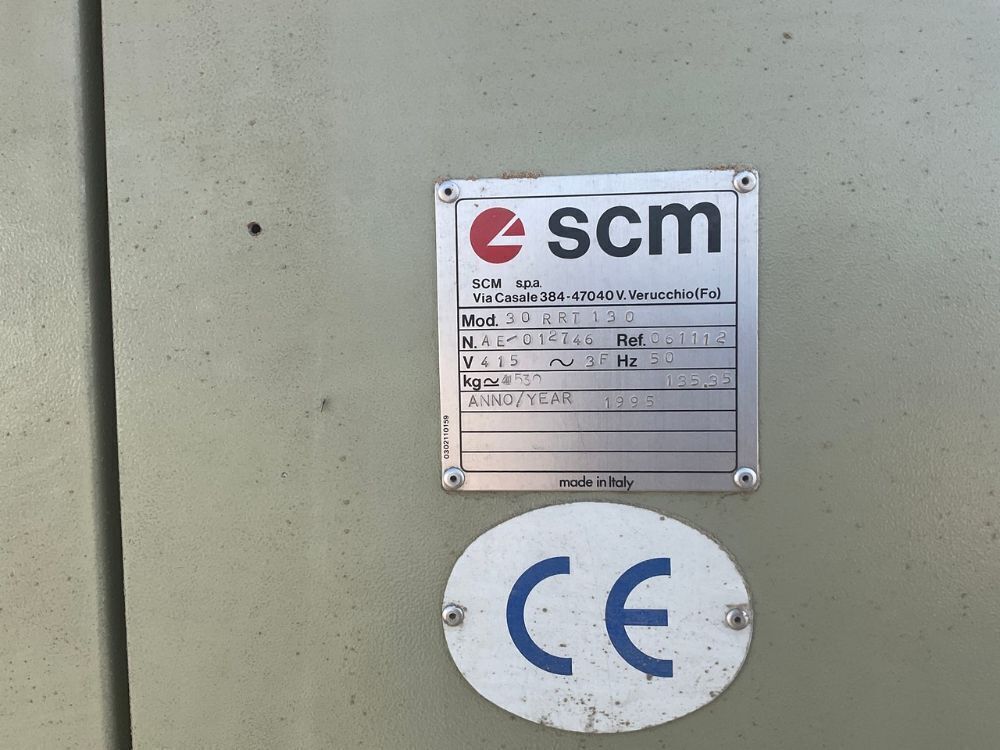 scm
SCM s.p.a.
Via Casale 384-47040 V. Verucchio (Fo)
Mod. 30 RRT 130
N. AE-012746 Ref. 061112
V 415 ~ 3F Hz 50
kg≃ 135.35
ANNO/YEAR 1995
0302110159
made in Italy
CE